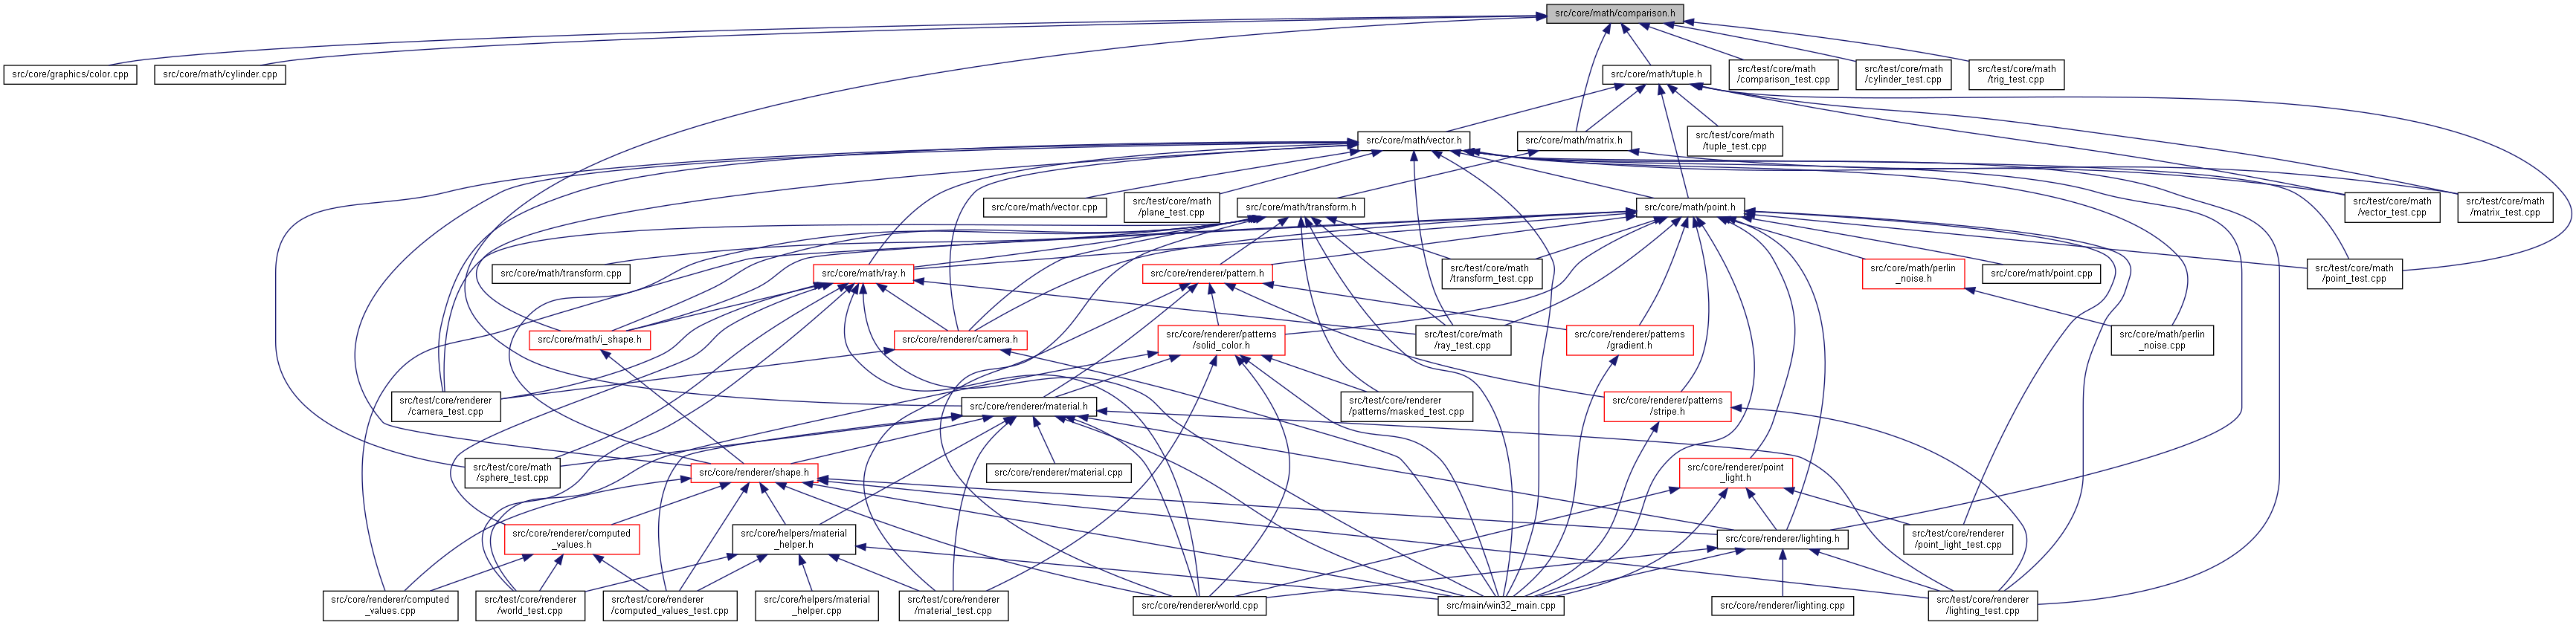 src/core/math/comparison.h
src/core/graphics/color.cpp
src/core/math/cylinder.cpp
src/core/math/tuple.h
src/test/core/math
/comparison_test.cpp
src/test/core/math
/cylinder_test.cpp
src/test/core/math
/trig_test.cpp
src/core/math/vector.h
src/core/math/matrix.h
src/test/core/math
/tuple_test.cpp
src/core/math/vector.cpp
src/test/core/math
/plane_test.cpp
src/core/math/transform.h
src/core/math/point.h
src/test/core/math
/vector_test.cpp
src/test/core/math
/matrix_test.cpp
src/core/math/transform.cpp
src/core/math/ray.h
src/core/renderer/pattern.h
src/test/core/math
/transform_test.cpp
src/core/math/perlin
_noise.h
src/core/math/point.cpp
src/test/core/math
/point_test.cpp
src/core/math/i_shape.h
src/core/renderer/camera.h
src/core/renderer/patterns
/solid_color.h
src/test/core/math
/ray_test.cpp
src/core/renderer/patterns
/gradient.h
src/core/math/perlin
_noise.cpp
src/test/core/renderer
/camera_test.cpp
src/core/renderer/material.h
src/test/core/renderer
/patterns/masked_test.cpp
src/core/renderer/patterns
/stripe.h
src/test/core/math
/sphere_test.cpp
src/core/renderer/shape.h
src/core/renderer/material.cpp
src/core/renderer/point
_light.h
src/core/renderer/computed
_values.h
src/core/helpers/material
_helper.h
src/core/renderer/lighting.h
src/test/core/renderer
/point_light_test.cpp
src/core/renderer/computed
_values.cpp
src/test/core/renderer
/world_test.cpp
src/test/core/renderer
/computed_values_test.cpp
src/core/helpers/material
_helper.cpp
src/test/core/renderer
/material_test.cpp
src/core/renderer/world.cpp
src/main/win32_main.cpp
src/core/renderer/lighting.cpp
src/test/core/renderer
/lighting_test.cpp